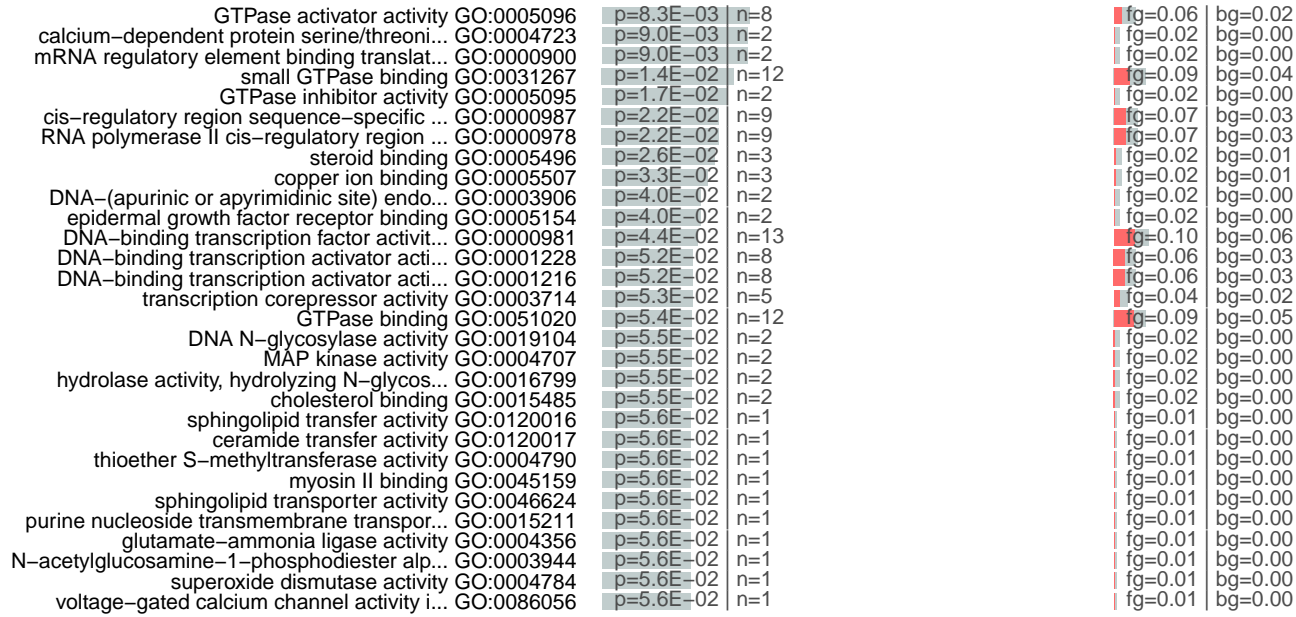 GTPase activator activity GO:0005096 p=8.3E−03 | n=8 fg=0.06 | bg=0.02
calcium−dependent protein serine/threoni... GO:0004723 p=9.0E−03 | n=2 fg=0.02 | bg=0.00
mRNA regulatory element binding translat... GO:0000900 p=9.0E−03 | n=2 fg=0.02 | bg=0.00
small GTPase binding GO:0031267 p=1.4E−02 | n=12 fg=0.09 | bg=0.04
GTPase inhibitor activity GO:0005095 p=1.7E−02 | n=2 fg=0.02 | bg=0.00
cis−regulatory region sequence−specific ... GO:0000987 p=2.2E−02 | n=9 fg=0.07 | bg=0.03
RNA polymerase II cis−regulatory region ... GO:0000978 p=2.2E−02 | n=9 fg=0.07 | bg=0.03
steroid binding GO:0005496 p=2.6E−02 | n=3 fg=0.02 | bg=0.01
copper ion binding GO:0005507 p=3.3E−02 | n=3 fg=0.02 | bg=0.01
DNA−(apurinic or apyrimidinic site) endo... GO:0003906 p=4.0E−02 | n=2 fg=0.02 | bg=0.00
epidermal growth factor receptor binding GO:0005154 p=4.0E−02 | n=2 fg=0.02 | bg=0.00
DNA−binding transcription factor activit... GO:0000981 p=4.4E−02 | n=13 fg=0.10 | bg=0.06
DNA−binding transcription activator acti... GO:0001228 p=5.2E−02 | n=8 fg=0.06 | bg=0.03
DNA−binding transcription activator acti... GO:0001216 p=5.2E−02 | n=8 fg=0.06 | bg=0.03
transcription corepressor activity GO:0003714 p=5.3E−02 | n=5 fg=0.04 | bg=0.02
GTPase binding GO:0051020 p=5.4E−02 | n=12 fg=0.09 | bg=0.05
DNA N−glycosylase activity GO:0019104 p=5.5E−02 | n=2 fg=0.02 | bg=0.00
MAP kinase activity GO:0004707 p=5.5E−02 | n=2 fg=0.02 | bg=0.00
hydrolase activity, hydrolyzing N−glycos... GO:0016799 p=5.5E−02 | n=2 fg=0.02 | bg=0.00
cholesterol binding GO:0015485 p=5.5E−02 | n=2 fg=0.02 | bg=0.00
sphingolipid transfer activity GO:0120016 p=5.6E−02 | n=1 fg=0.01 | bg=0.00
ceramide transfer activity GO:0120017 p=5.6E−02 | n=1 fg=0.01 | bg=0.00
thioether S−methyltransferase activity GO:0004790 p=5.6E−02 | n=1 fg=0.01 | bg=0.00
myosin II binding GO:0045159 p=5.6E−02 | n=1 fg=0.01 | bg=0.00
sphingolipid transporter activity GO:0046624 p=5.6E−02 | n=1 fg=0.01 | bg=0.00
purine nucleoside transmembrane transpor... GO:0015211 p=5.6E−02 | n=1 fg=0.01 | bg=0.00
glutamate−ammonia ligase activity GO:0004356 p=5.6E−02 | n=1 fg=0.01 | bg=0.00
N−acetylglucosamine−1−phosphodiester alp... GO:0003944 p=5.6E−02 | n=1 fg=0.01 | bg=0.00
superoxide dismutase activity GO:0004784 p=5.6E−02 | n=1 fg=0.01 | bg=0.00
voltage−gated calcium channel activity i... GO:0086056 p=5.6E−02 | n=1 fg=0.01 | bg=0.00